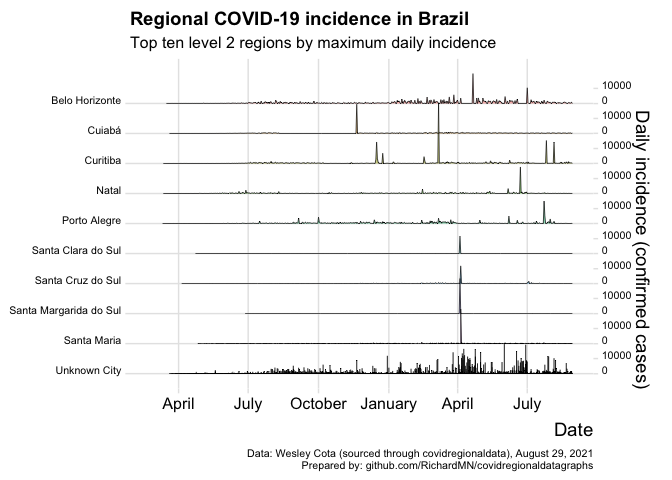 Regional COVID-19 incidence in Brazil
Top ten level 2 regions by maximum daily incidence
Belo Horizonte
10000
0
Cuiabá
10000
0
Curitiba
10000
0
Natal
10000
0
Porto Alegre
10000
0
Santa Clara do Sul
10000
0
Santa Cruz do Sul
10000
0
Santa Margarida do Sul
10000
0
Santa Maria
10000
0
Unknown City
10000
0
Daily incidence (confirmed cases)
April July October January April July
Date
Data: Wesley Cota (sourced through covidregionaldata), August 29, 2021
Prepared by: github.com/RichardMN/covidregionaldatagraphs